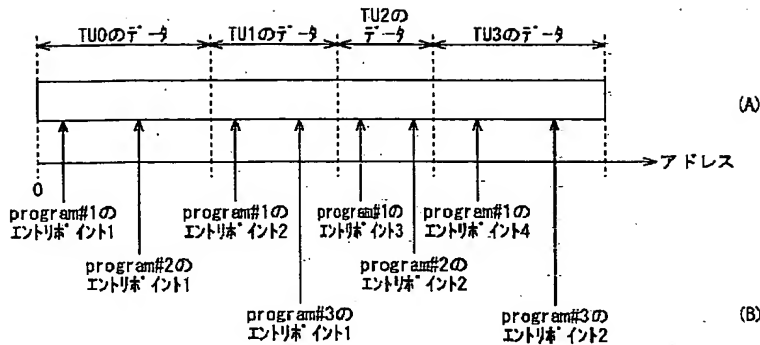 TU0のデータ
TU1のデータ
TU2の
データ
TU3のデータ
(A)
アドレス
0
program#1の
エントリポイント1
program#1の
エントリポイント2
program#1の
エントリポイント3
program#1の
エントリポイント4
program#2の
エントリポイント1
program#2の
エントリポイント2
program#3の
エントリポイント1
program#3の
エントリポイント2
(B)